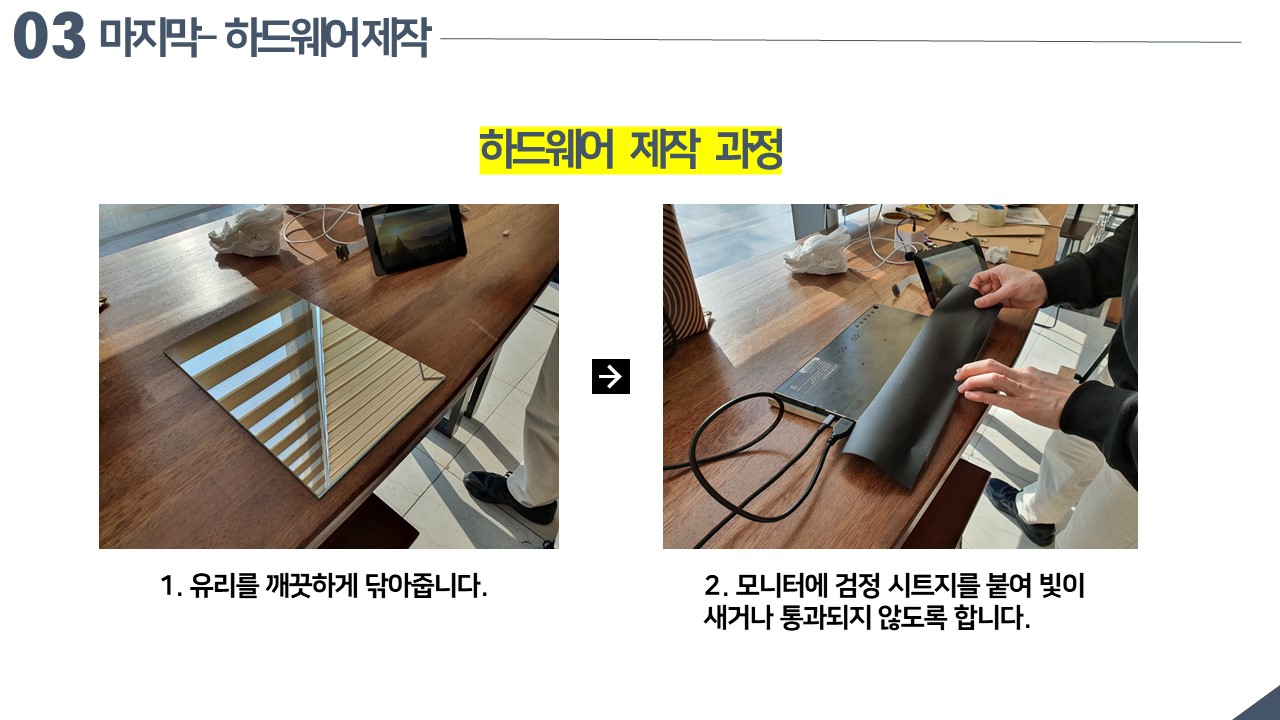 03 마지막- 하드웨어제작
하드웨어 제작 과정
1. 유리를 깨끗하게 닦아줍니다.
2. 모니터에 검정 시트지를 붙여 빛이
새거나 통과되지 않도록 합니다.